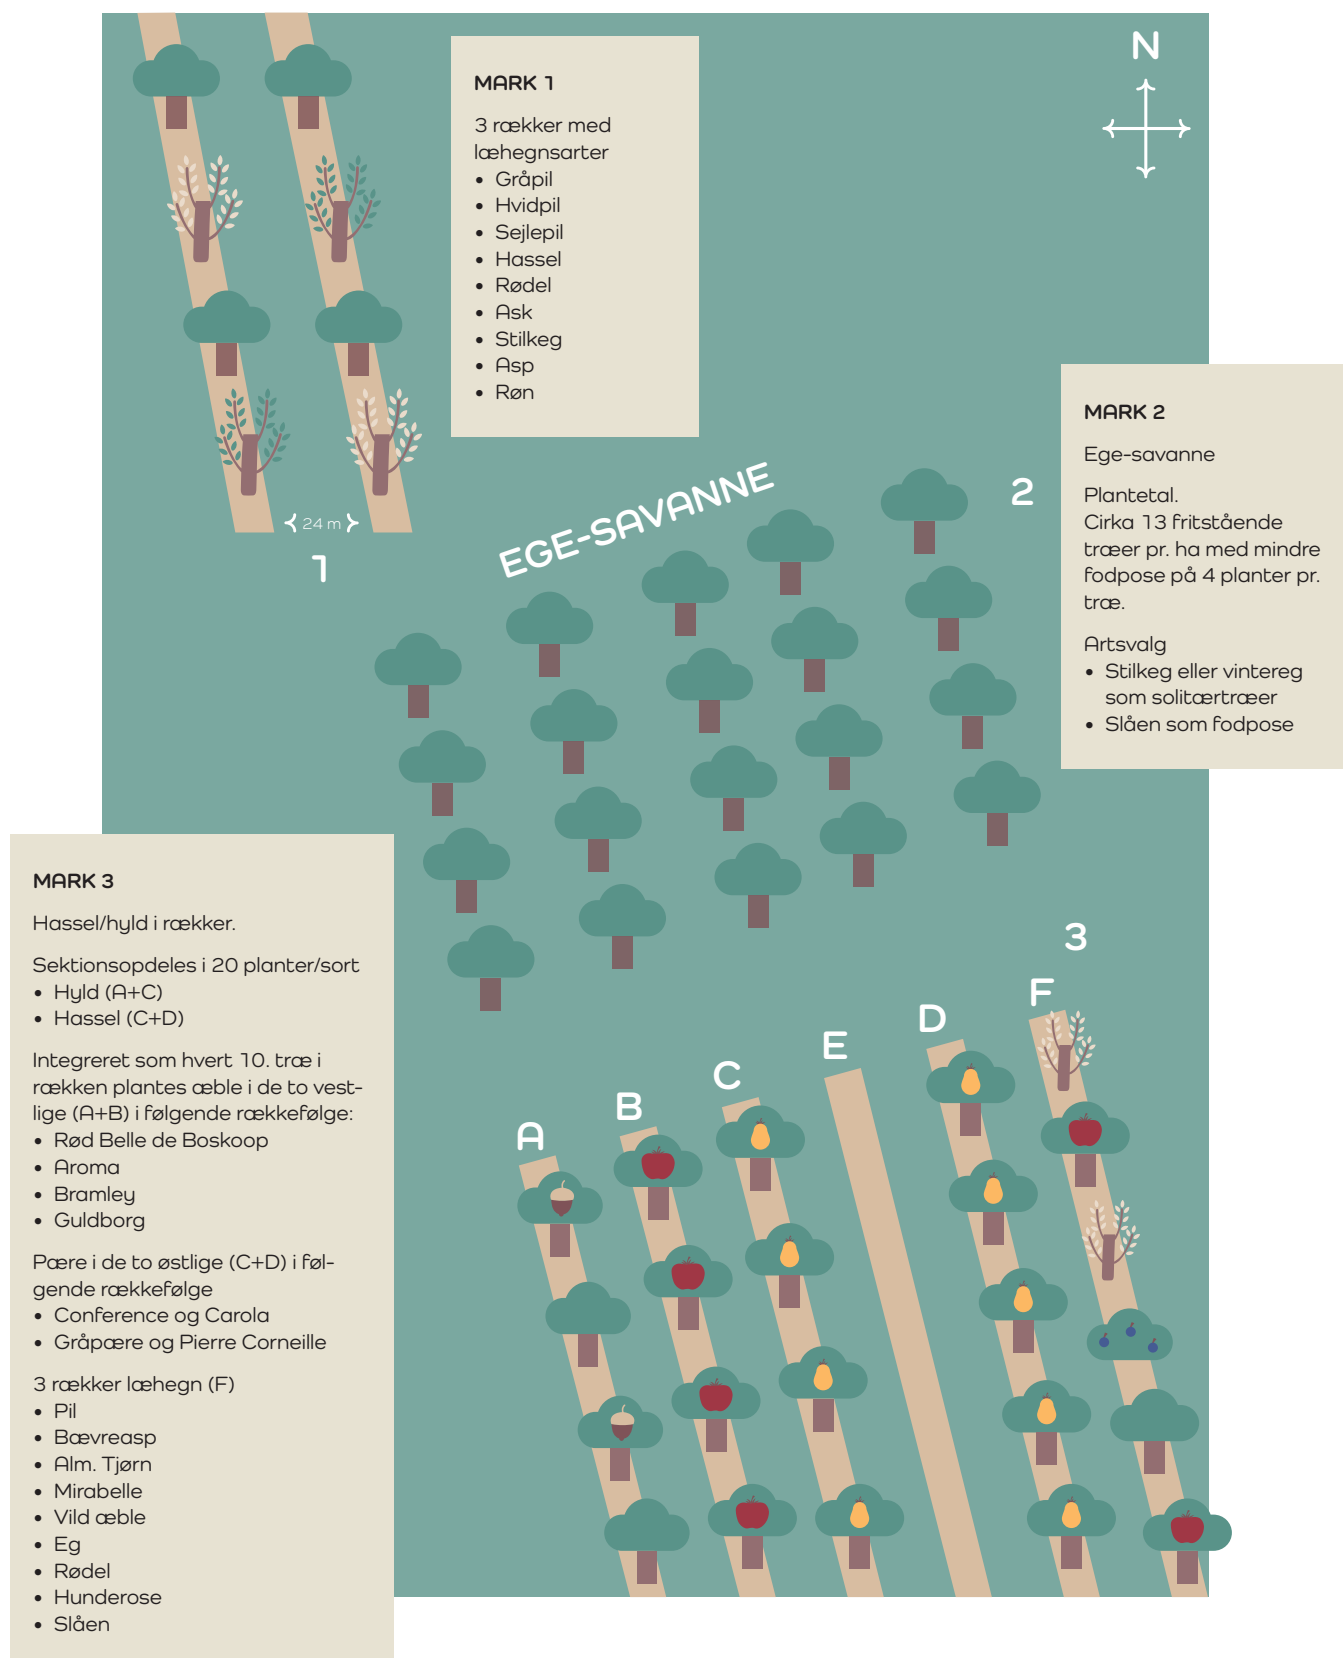 N
MARK 1
3 rækker med
læhegnsarter
• Gråpil
• Hvidpil
• Sejlepil
• Hassel
• Rødel
• Ask
• Stilkeg
• Asp
• Røn
24 m
1
EGE-SAVANNE
2
MARK 2
Ege-savanne
Plantetal.
Cirka 13 fritstående
træer pr. ha med mindre
fodpose på 4 planter pr.
træ.
Artsvalg
• Stilkeg eller vintereg
som solitærtræer
• Slåen som fodpose
MARK 3
Hassel/hyld i rækker.
Sektionsopdeles i 20 planter/sort
• Hyld (A+C)
• Hassel (C+D)
Integreret som hvert 10. træ i
rækken plantes æble i de to vest-
lige (A+B) i følgende rækkefølge:
• Rød Belle de Boskoop
• Aroma
• Bramley
• Guldborg
Pære i de to østlige (C+D) i føl-
gende rækkefølge
• Conference og Carola
• Gråpære og Pierre Corneille
3 rækker læhegn (F)
• Pil
• Bævreasp
• Alm. Tjørn
• Mirabelle
• Vild æble
• Eg
• Rødel
• Hunderose
• Slåen
3
A
B
C
E
D
F